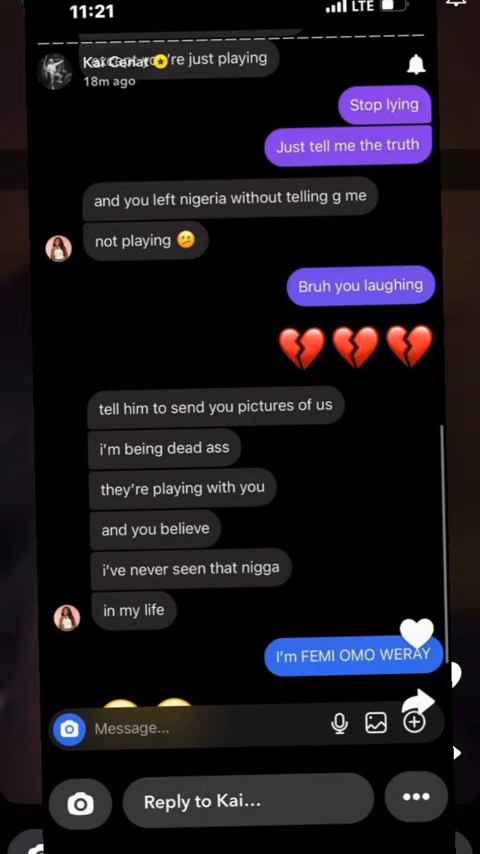 11:21
LTE
're just playing
Kai Cenat
18m ago
Stop lying
Just tell me the truth
and you left nigeria without telling g me
not playing 🫤
Bruh you laughing
💔 💔 💔
tell him to send you pictures of us
i'm being dead ass
they're playing with you
and you believe
i've never seen that nigga
in my life
I'm FEMI OMO WERAY
Message...
Reply to Kai...